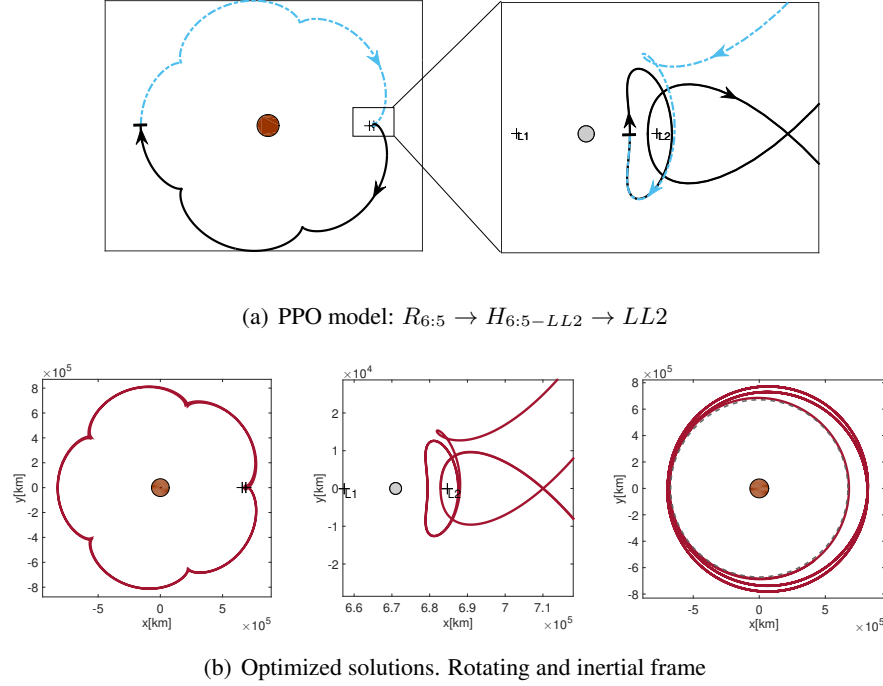 L1
L2
(a) PPO model: R6:5 → H6:5−LL2 → LL2
×10^5
8
6
4
2
0
-2
-4
-6
-8
y[km]
-5 0 5
x[km]
×10^5
×10^4
2
1
0
-1
-2
y[km]
L1
L2
6.6 6.7 6.8 6.9 7 7.1
x[km]
×10^5
×10^5
8
6
4
2
0
-2
-4
-6
-8
y[km]
-5 0 5
x[km]
×10^5
(b) Optimized solutions. Rotating and inertial frame